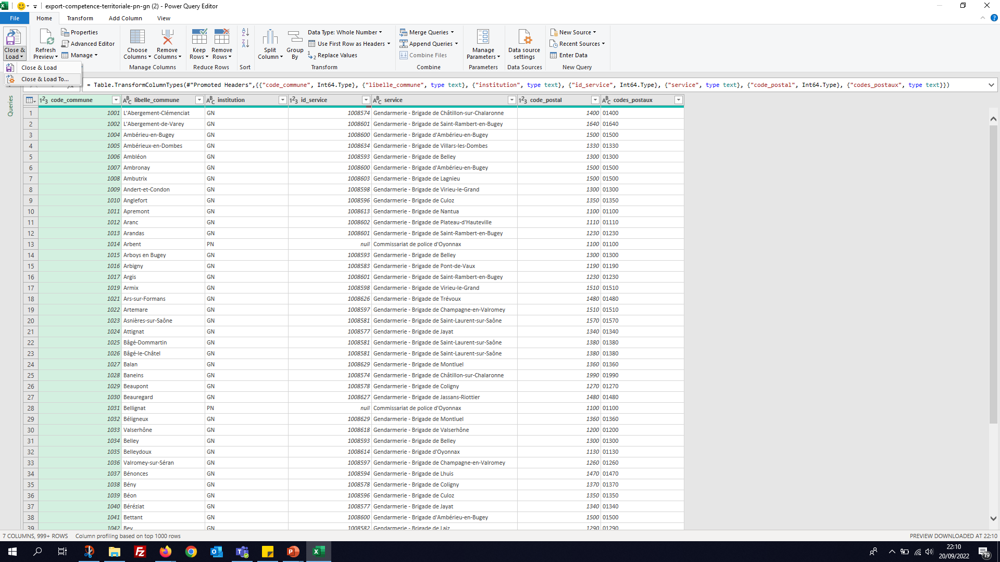 export-competence-territoriale-pn-gn (2) - Power Query Editor
File Home Transform Add Column View
Close & Load
Refresh Preview
Properties
Advanced Editor
Manage
Choose Columns
Remove Columns
Manage Columns
Keep Rows
Remove Rows
Reduce Rows
Sort
Split Column
Group By
Data Type: Whole Number
Use First Row as Headers
Replace Values
Transform
Merge Queries
Append Queries
Combine Files
Combine
Manage Parameters
Parameters
Data source settings
Data Sources
New Source
Recent Sources
Enter Data
New Query
Close & Load
Close & Load To...
= Table.TransformColumnTypes(#"Promoted Headers",{{"code_commune", Int64.Type}, {"libelle_commune", type text}, {"institution", type text}, {"id_service", Int64.Type}, {"service", type text}, {"code_postal", Int64.Type}, {"codes_postaux", type text}})
Queries
code_commune libelle_commune institution id_service service code_postal codes_postaux
1 1001 L'Abergement-Clémenciat GN 1008574 Gendarmerie - Brigade de Châtillon-sur-Chalaronne 1400 01400
2 1002 L'Abergement-de-Varey GN 1008601 Gendarmerie - Brigade de Saint-Rambert-en-Bugey 1640 01640
3 1004 Ambérieu-en-Bugey GN 1008600 Gendarmerie - Brigade d'Ambérieu-en-Bugey 1500 01500
4 1005 Ambérieux-en-Dombes GN 1008634 Gendarmerie - Brigade de Villars-les-Dombes 1330 01330
5 1006 Ambléon GN 1008593 Gendarmerie - Brigade de Belley 1300 01300
6 1007 Ambronay GN 1008600 Gendarmerie - Brigade d'Ambérieu-en-Bugey 1500 01500
7 1008 Ambutrix GN 1008603 Gendarmerie - Brigade de Lagnieu 1500 01500
8 1009 Andert-et-Condon GN 1008598 Gendarmerie - Brigade de Virieu-le-Grand 1300 01300
9 1010 Anglefort GN 1008596 Gendarmerie - Brigade de Culoz 1350 01350
10 1011 Apremont GN 1008613 Gendarmerie - Brigade de Nantua 1100 01100
11 1012 Aranc GN 1008602 Gendarmerie - Brigade de Plateau-d'Hauteville 1110 01110
12 1013 Arandas GN 1008601 Gendarmerie - Brigade de Saint-Rambert-en-Bugey 1230 01230
13 1014 Arbent PN null Commissariat de police d'Oyonnax 1100 01100
14 1015 Arboys en Bugey GN 1008593 Gendarmerie - Brigade de Belley 1300 01300
15 1016 Arbigny GN 1008583 Gendarmerie - Brigade de Pont-de-Vaux 1190 01190
16 1017 Argis GN 1008601 Gendarmerie - Brigade de Saint-Rambert-en-Bugey 1230 01230
17 1019 Armix GN 1008598 Gendarmerie - Brigade de Virieu-le-Grand 1510 01510
18 1021 Ars-sur-Formans GN 1008626 Gendarmerie - Brigade de Trévoux 1480 01480
19 1022 Artemare GN 1008597 Gendarmerie - Brigade de Champagne-en-Valromey 1510 01510
20 1023 Asnières-sur-Saône GN 1008581 Gendarmerie - Brigade de Saint-Laurent-sur-Saône 1570 01570
21 1024 Attignat GN 1008577 Gendarmerie - Brigade de Jayat 1340 01340
22 1025 Bâgé-Dommartin GN 1008581 Gendarmerie - Brigade de Saint-Laurent-sur-Saône 1380 01380
23 1026 Bâgé-le-Châtel GN 1008581 Gendarmerie - Brigade de Saint-Laurent-sur-Saône 1380 01380
24 1027 Balan GN 1008629 Gendarmerie - Brigade de Montluel 1360 01360
25 1028 Baneins GN 1008574 Gendarmerie - Brigade de Châtillon-sur-Chalaronne 1990 01990
26 1029 Beaupont GN 1008578 Gendarmerie - Brigade de Coligny 1270 01270
27 1030 Beauregard GN 1008627 Gendarmerie - Brigade de Jassans-Riottier 1480 01480
28 1031 Bellignat PN null Commissariat de police d'Oyonnax 1100 01100
29 1032 Béligneux GN 1008629 Gendarmerie - Brigade de Montluel 1360 01360
30 1033 Valserhône GN 1008618 Gendarmerie - Brigade de Valserhône 1200 01200
31 1034 Belley GN 1008593 Gendarmerie - Brigade de Belley 1300 01300
32 1035 Belleydoux GN 1008614 Gendarmerie - Brigade d'Oyonnax 1130 01130
33 1036 Valromey-sur-Séran GN 1008597 Gendarmerie - Brigade de Champagne-en-Valromey 1260 01260
34 1037 Bénonces GN 1008594 Gendarmerie - Brigade de Lhuis 1470 01470
35 1038 Bény GN 1008578 Gendarmerie - Brigade de Coligny 1370 01370
36 1039 Béon GN 1008596 Gendarmerie - Brigade de Culoz 1350 01350
37 1040 Béréziat GN 1008577 Gendarmerie - Brigade de Jayat 1340 01340
38 1041 Bettant GN 1008600 Gendarmerie - Brigade d'Ambérieu-en-Bugey 1500 01500
39 1042 Bey GN 1008582 Gendarmerie - Brigade de Laiz 1290 01290
7 COLUMNS, 999+ ROWS Column profiling based on top 1000 rows
PREVIEW DOWNLOADED AT 22:10
22:10
20/09/2022
19